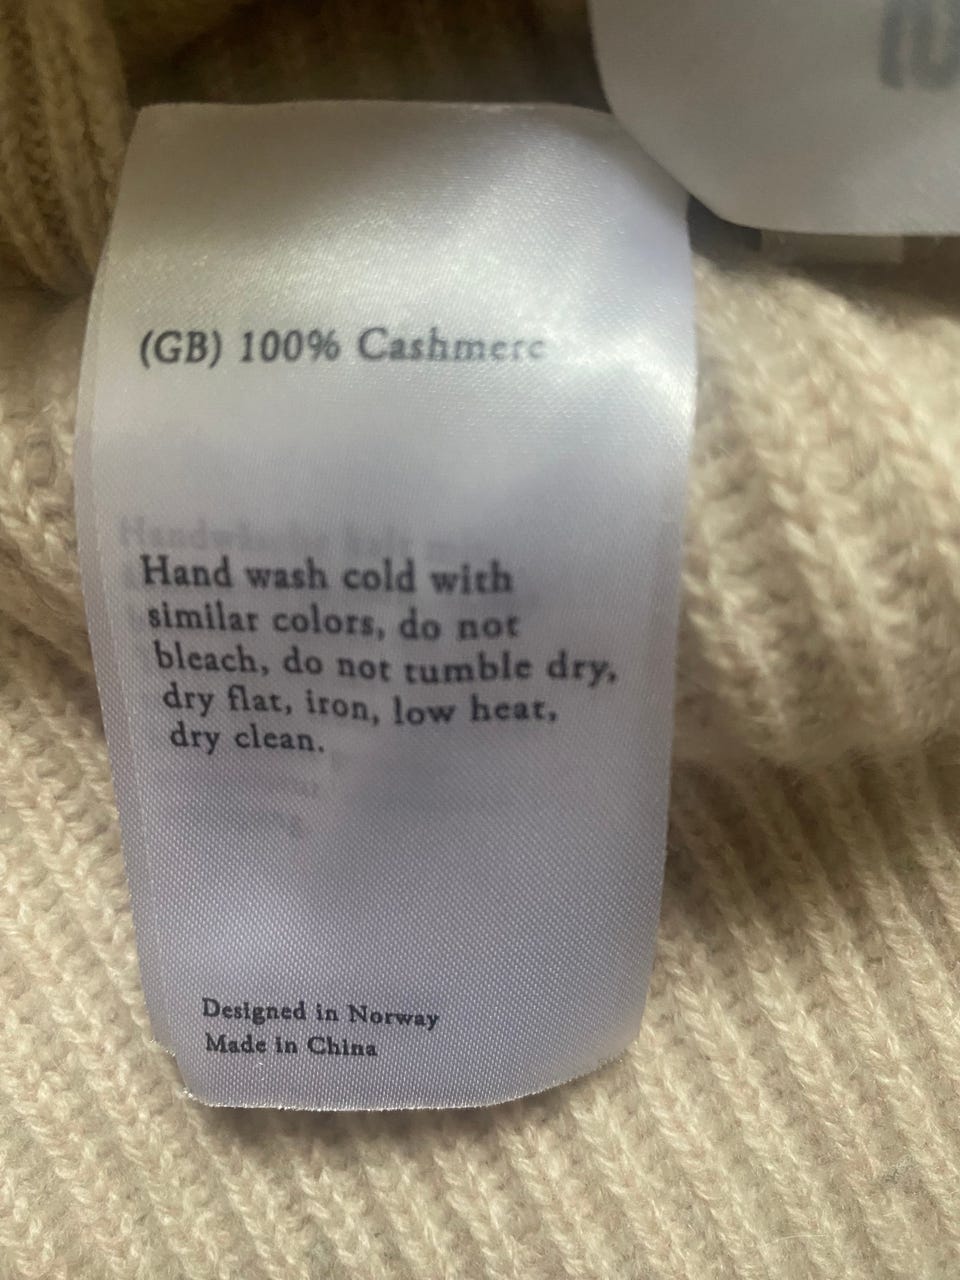 (GB) 100% Cashmere
Hand wash cold with
similar colors, do not
bleach, do not tumble dry,
dry flat, iron, low heat,
dry clean.
Designed in Norway
Made in China